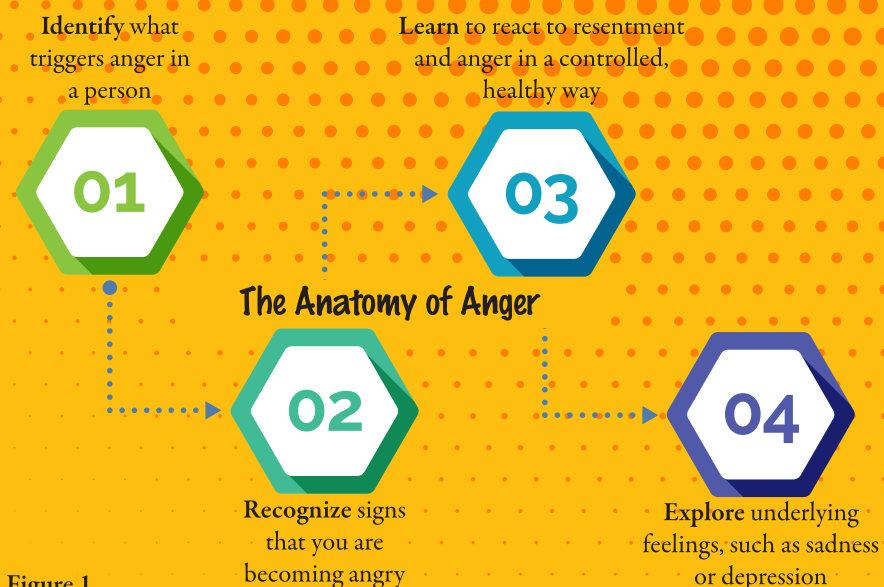 Identify what
triggers anger in
a person
01
Learn to react to resentment
and anger in a controlled,
healthy way
03
The Anatomy of Anger
02
Recognize signs
that you are
becoming angry
04
Explore underlying
feelings, such as sadness
or depression
Figure 1